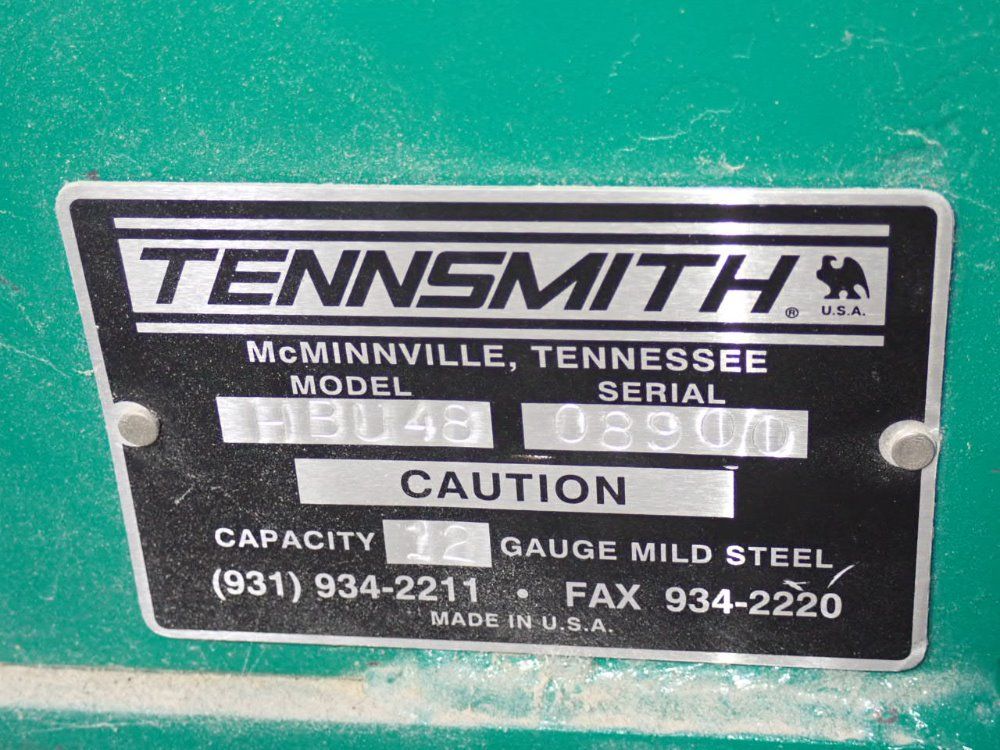 TENNSMITH®
U.S.A.
McMINNVILLE, TENNESSEE
MODEL SERIAL
HBU48
CAUTION
CAPACITY 12 GAUGE MILD STEEL
(931) 934-2211 • FAX 934-2220
MADE IN U.S.A.